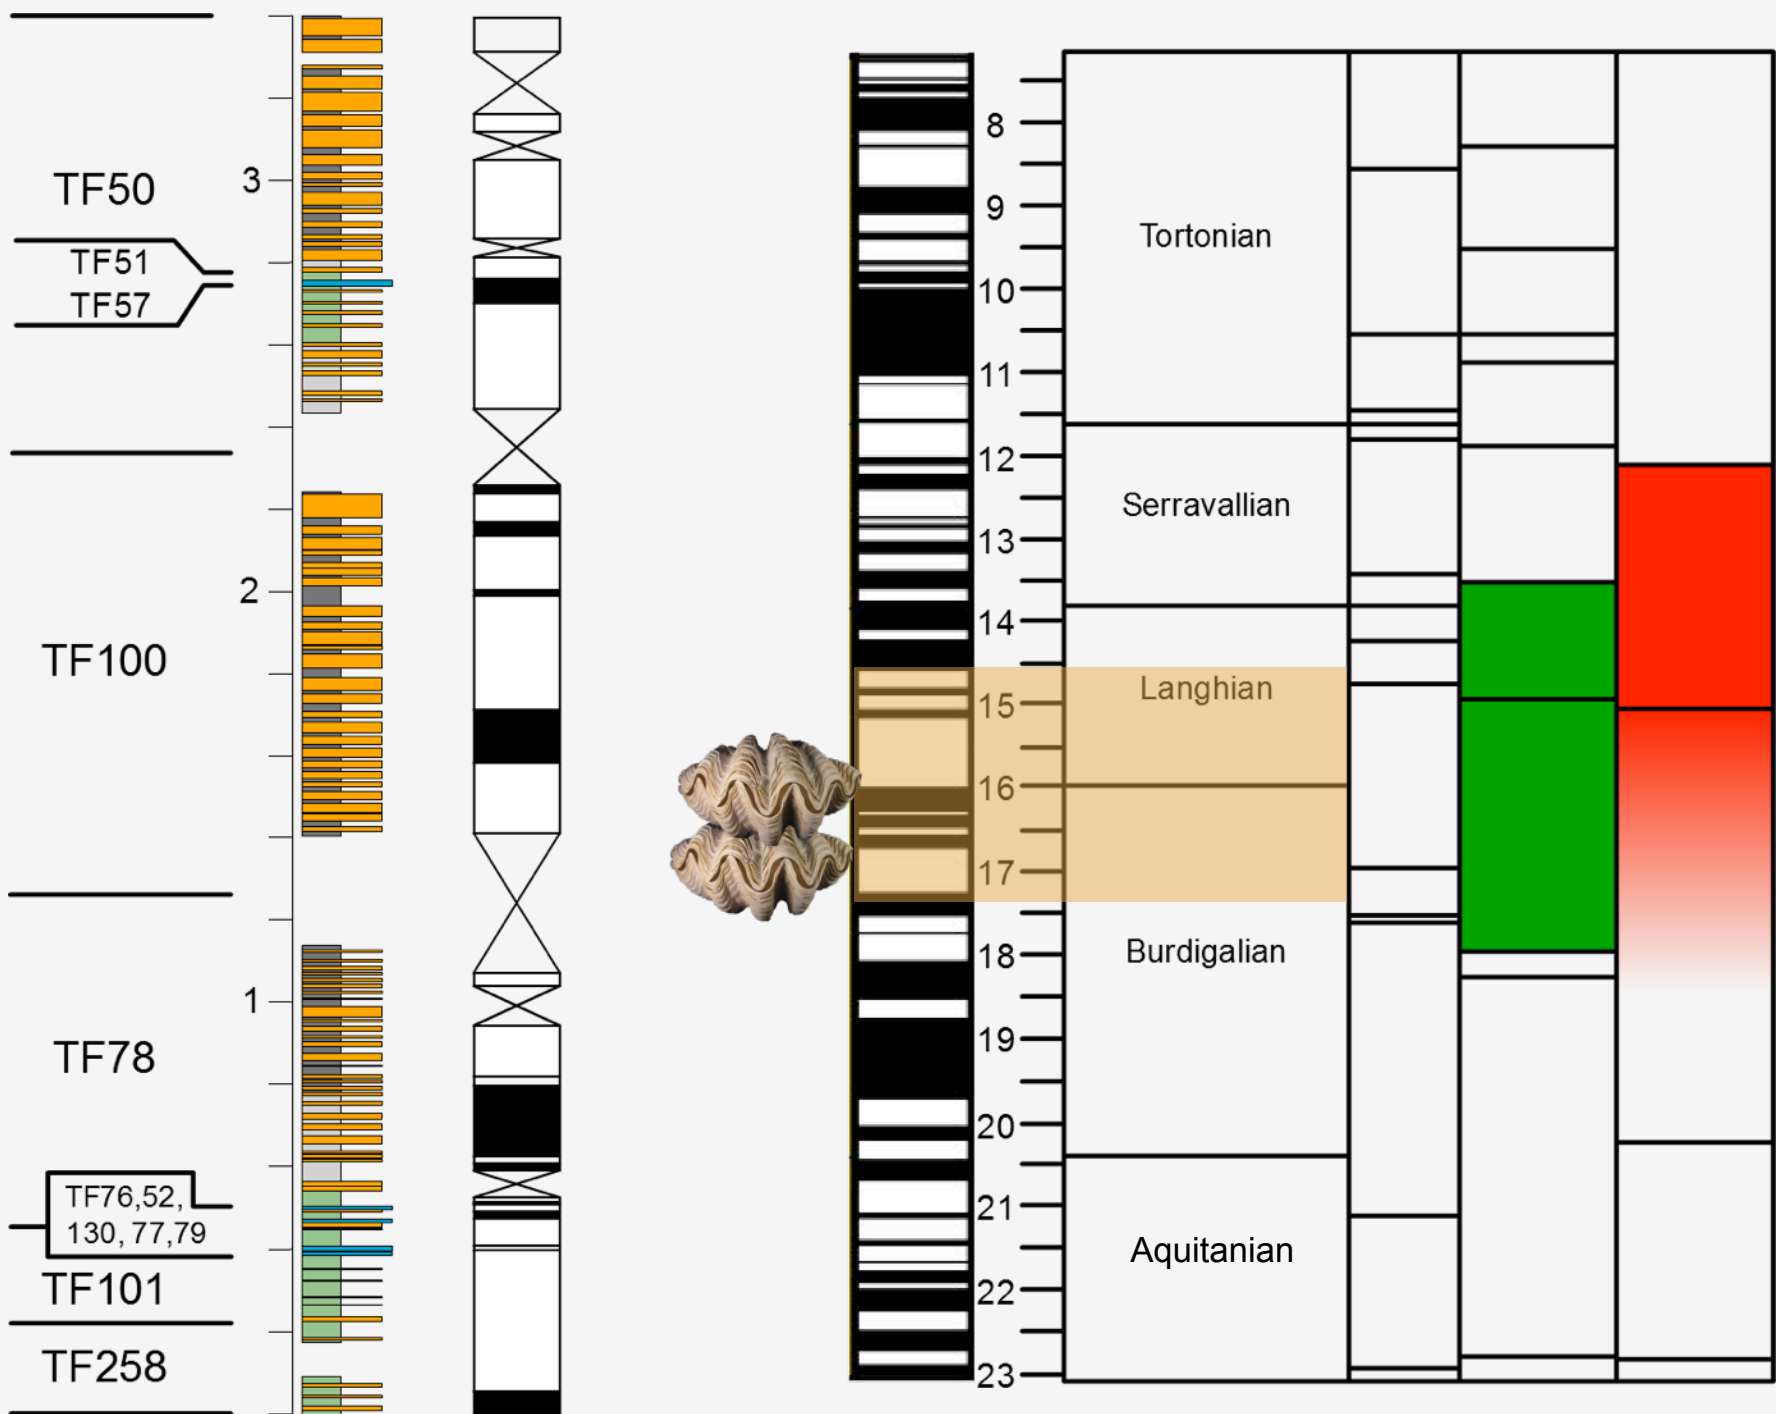 TF50
3
TF51
TF57
2
TF100
1
TF78
TF76,52,
130, 77,79
TF101
TF258
8
9
10
11
12
13
14
15
16
17
18
19
20
21
22
23
Tortonian
Serravallian
Langhian
Burdigalian
Aquitanian